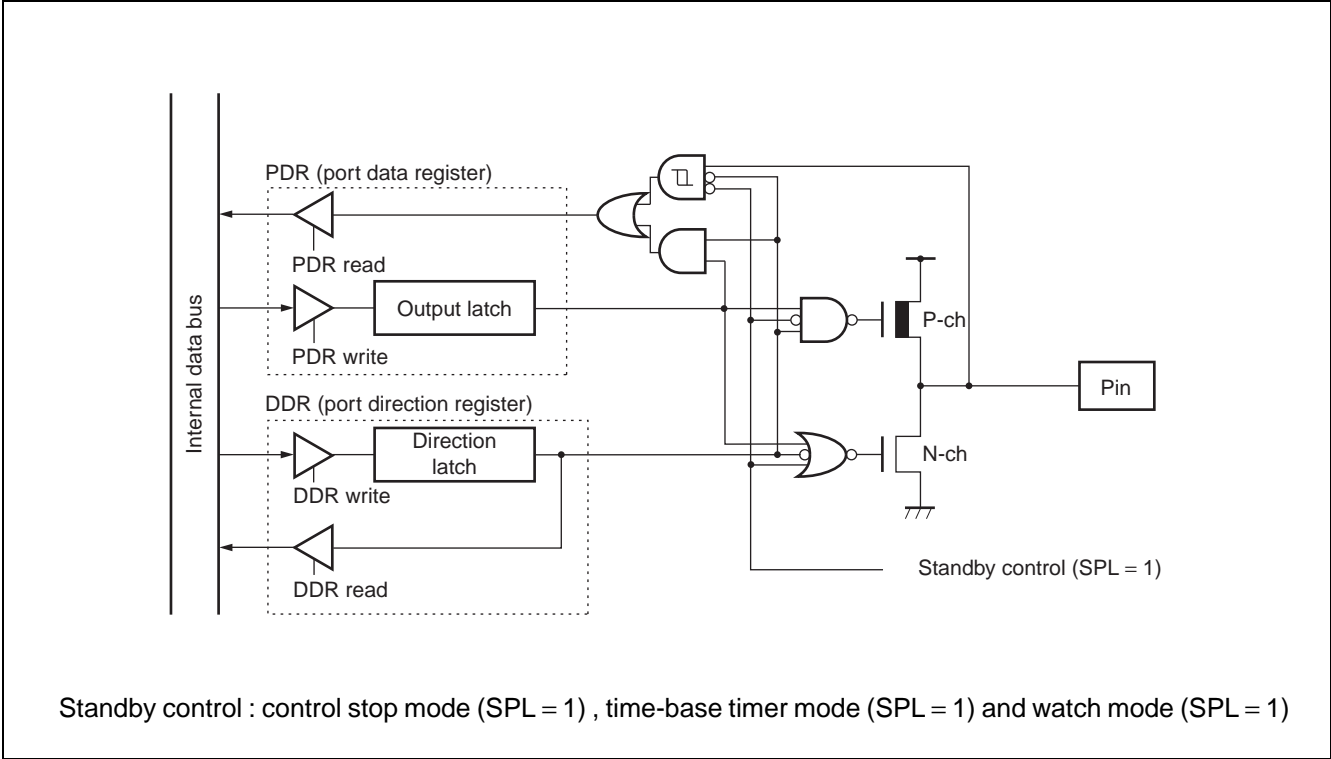 PDR (port data register)
PDR read
Internal data bus
Output latch
P-ch
PDR write
Pin
DDR (port direction register)
Direction
latch
N-ch
DDR write
Standby control (SPL = 1)
DDR read
Standby control : control stop mode (SPL = 1) , time-base timer mode (SPL = 1) and watch mode (SPL = 1)